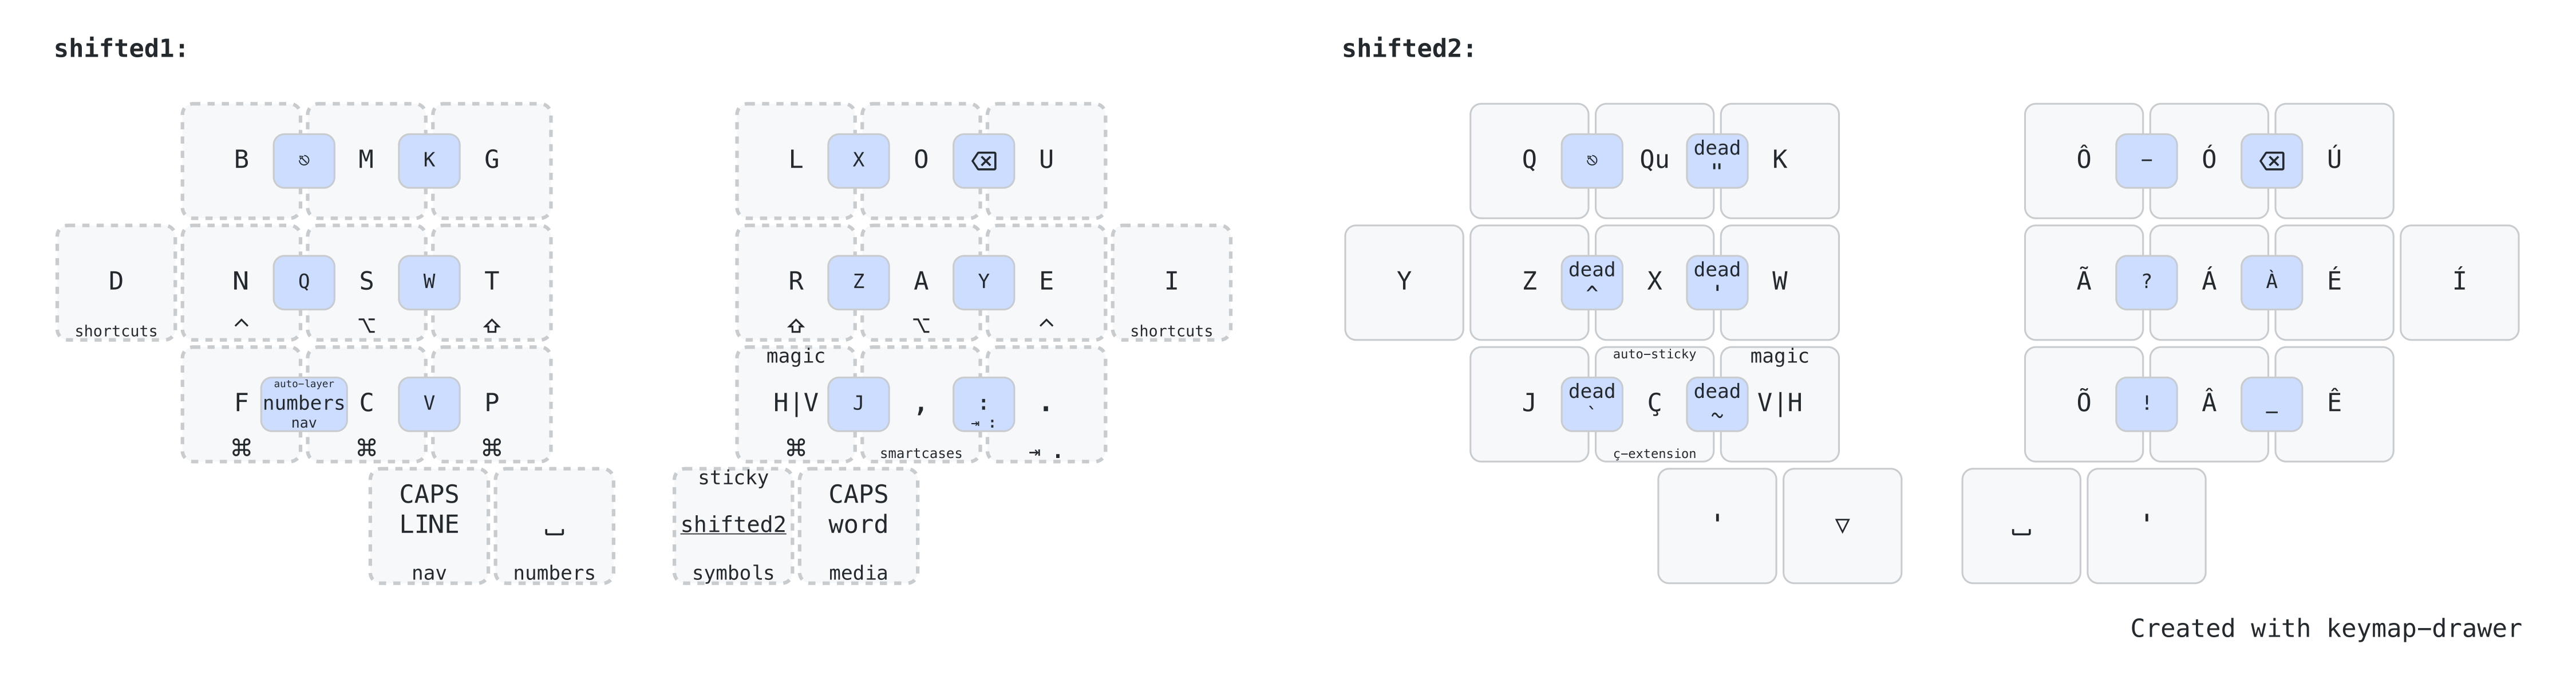 shifted1:
B ⎋ M K G L X O ⌫ U
D N Q S W T R Z A Y E I
shortcuts ^ ⌥ ⇧ ⇧ ⌥ ^ shortcuts
magic
auto-layer
F numbers C V P H|V J , : .
nav ⇥ :
⌘ ⌘ ⌘ ⌘ smartcases ⇥ .
sticky
CAPS CAPS
LINE ⎵ shifted2 word
nav numbers symbols media
shifted2:
Q ⎋ Qu dead " K Ô – Ó ⌫ Ú
Y Z dead ^ X dead ' W Ã ? Á À É Í
auto-sticky magic
J dead ` Ç dead ~ V|H Õ ! Â _ Ê
ç-extension
' ▽ ⎵ '
Created with keymap-drawer